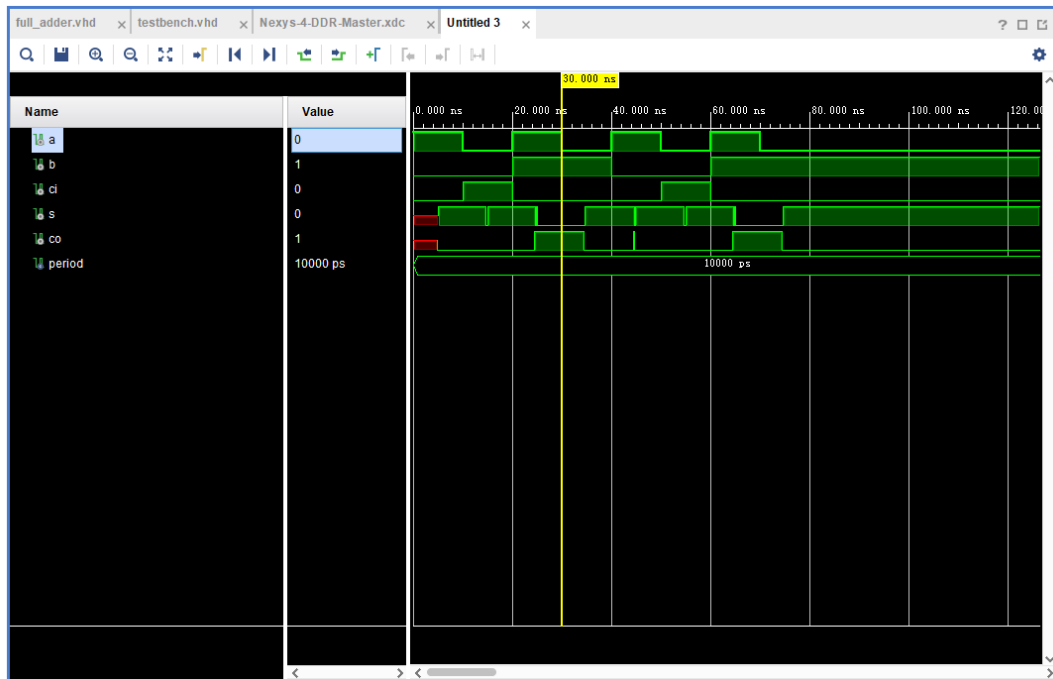 full_adder.vhd × testbench.vhd × Nexys-4-DDR-Master.xdc × Untitled 3 ×
30.000 ns
Name Value 0.000 ns 20.000 ns 40.000 ns 60.000 ns 80.000 ns 100.000 ns 120.00
a 0
b 1
ci 0
s 0
co 1
period 10000 ps 10000 ps